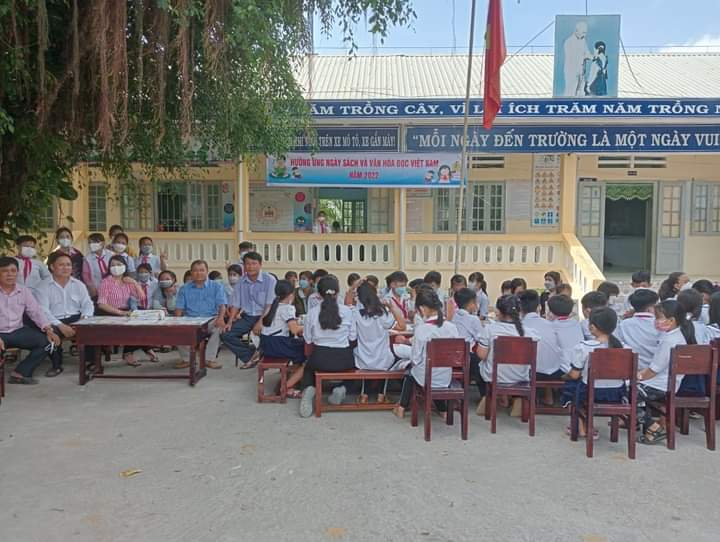 ĂM TRỒNG CÂY, VÌ LỢI ÍCH TRĂM NĂM TRỒNG N
TRÊN XE MÔ TÔ, XE GẮN MÁY
"MỖI NGÀY ĐẾN TRƯỜNG LÀ MỘT NGÀY VUI
HƯỞNG ỨNG NGÀY SÁCH VÀ VĂN HÓA ĐỌC VIỆT NAM
NĂM 2022